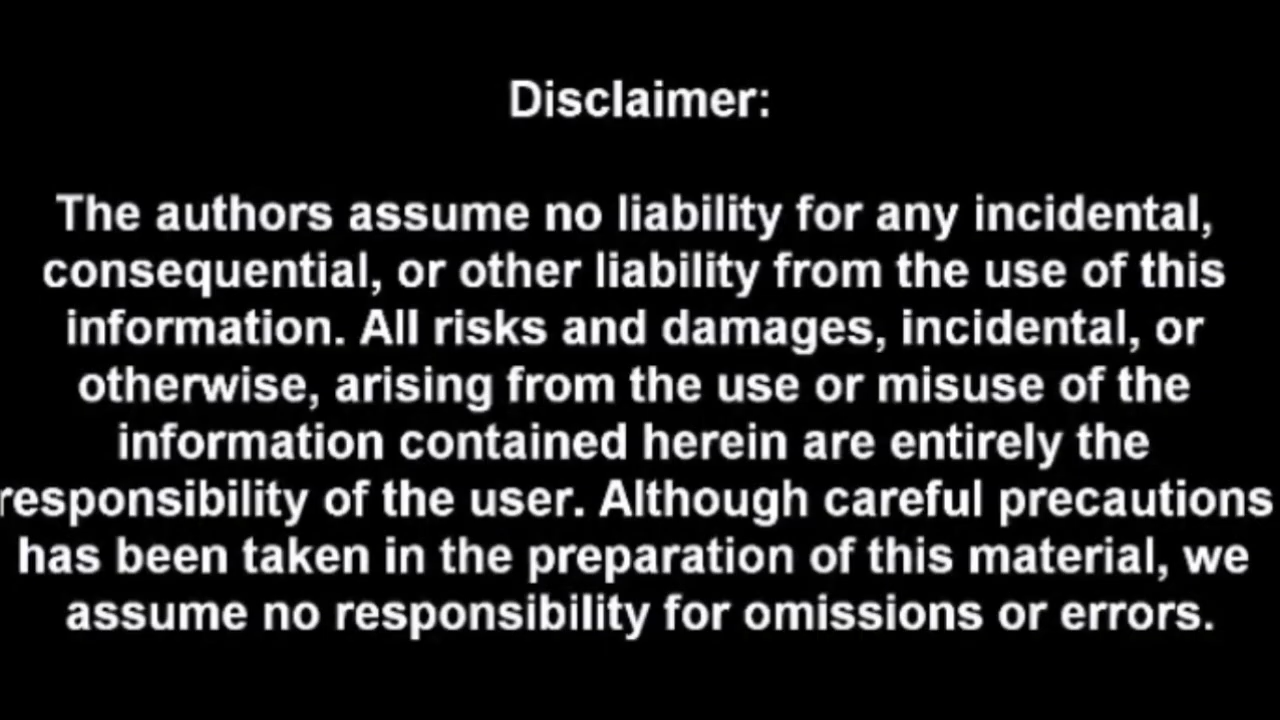 Disclaimer:
The authors assume no liability for any incidental,
consequential, or other liability from the use of this
information. All risks and damages, incidental, or
otherwise, arising from the use or misuse of the
information contained herein are entirely the
responsibility of the user. Although careful precautions
has been taken in the preparation of this material, we
assume no responsibility for omissions or errors.